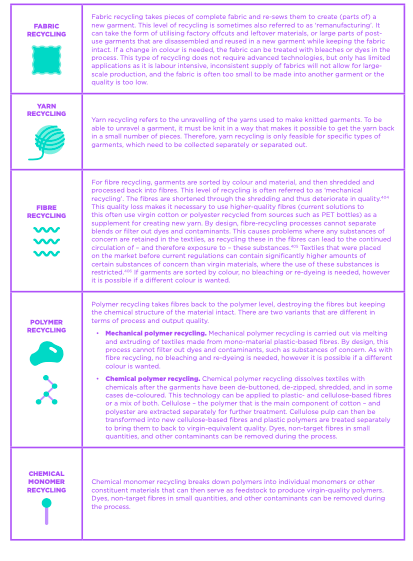 FABRIC
RECYCLING
Fabric recycling takes pieces of complete fabric and re-sews them to create (parts of) a
new garment. This level of recycling is sometimes also referred to as 'remanufacturing'. It
can take the form of utilising factory offcuts and leftover materials, or large parts of post-
use garments that are disassembled and reused in a new garment while keeping the fabric
intact. If a change in colour is needed, the fabric can be treated with bleaches or dyes in the
process. This type of recycling does not require advanced technologies, but only has limited
applications as it is labour intensive, inconsistent supply of fabrics will not allow for large-
scale production, and the fabric is often too small to be made into another garment or the
quality is too low.
YARN
RECYCLING
Yarn recycling refers to the unravelling of the yarns used to make knitted garments. To be
able to unravel a garment, it must be knit in a way that makes it possible to get the yarn back
in a small number of pieces. Therefore, yarn recycling is only feasible for specific types of
garments, which need to be collected separately or separated out.
FIBRE
RECYCLING
For fibre recycling, garments are sorted by colour and material, and then shredded and
processed back into fibres. This level of recycling is often referred to as 'mechanical
recycling'. The fibres are shortened through the shredding and thus deteriorate in quality.
This quality loss makes it necessary to use higher-quality fibres (current solutions to
this often use virgin cotton or polyester recycled from sources such as PET bottles) as a
supplement for creating new yarn. By design, fibre-recycling processes cannot separate
blends or filter out dyes and contaminants. This causes problems where any substances of
concern are retained in the textiles, as recycling these in the fibres can lead to the continued
circulation of – and therefore exposure to – these substances. Textiles that were placed
on the market before current regulations can contain significantly higher amounts of
certain substances of concern than virgin materials, where the use of these substances is
restricted. If garments are sorted by colour, no bleaching or re-dyeing is needed, however
it is possible if a different colour is wanted.
POLYMER
RECYCLING
Polymer recycling takes fibres back to the polymer level, destroying the fibres but keeping
the chemical structure of the material intact. There are two variants that are different in
terms of process and output quality.
• Mechanical polymer recycling. Mechanical polymer recycling is carried out via melting
and extruding of textiles made from mono-material plastic-based fibres. By design, this
process cannot filter out dyes and contaminants, such as substances of concern. As with
fibre recycling, no bleaching and re-dyeing is needed, however it is possible if a different
colour is wanted.
• Chemical polymer recycling. Chemical polymer recycling dissolves textiles with
chemicals after the garments have been de-buttoned, de-zipped, shredded, and in some
cases de-coloured. This technology can be applied to plastic- and cellulose-based fibres
or a mix of both. Cellulose – the polymer that is the main component of cotton – and
polyester are extracted separately for further treatment. Cellulose pulp can then be
transformed into new cellulose-based fibres and plastic polymers are treated separately
to bring them to back to virgin-equivalent quality. Dyes, non-target fibres in small
quantities, and other contaminants can be removed during the process.
CHEMICAL
MONOMER
RECYCLING
Chemical monomer recycling breaks down polymers into individual monomers or other
constituent materials that can then serve as feedstock to produce virgin-quality polymers.
Dyes, non-target fibres in small quantities, and other contaminants can be removed during
the process.